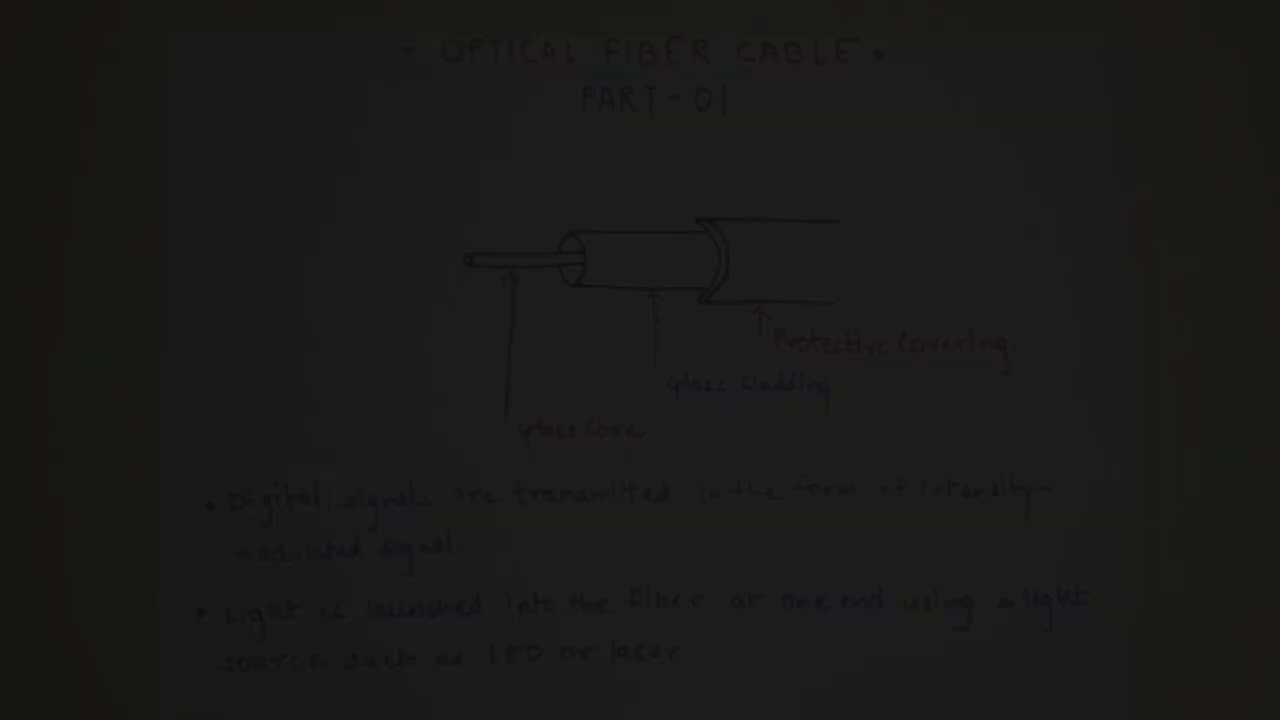 • OPTICAL FIBER CABLE •
PART-01
Protective Covering
Glass Cladding
Glass Core
• Digital signals are transmitted in the form of intensity-
modulated signal.
• Light is launched into the fiber at one end using a light
source such as LED or laser